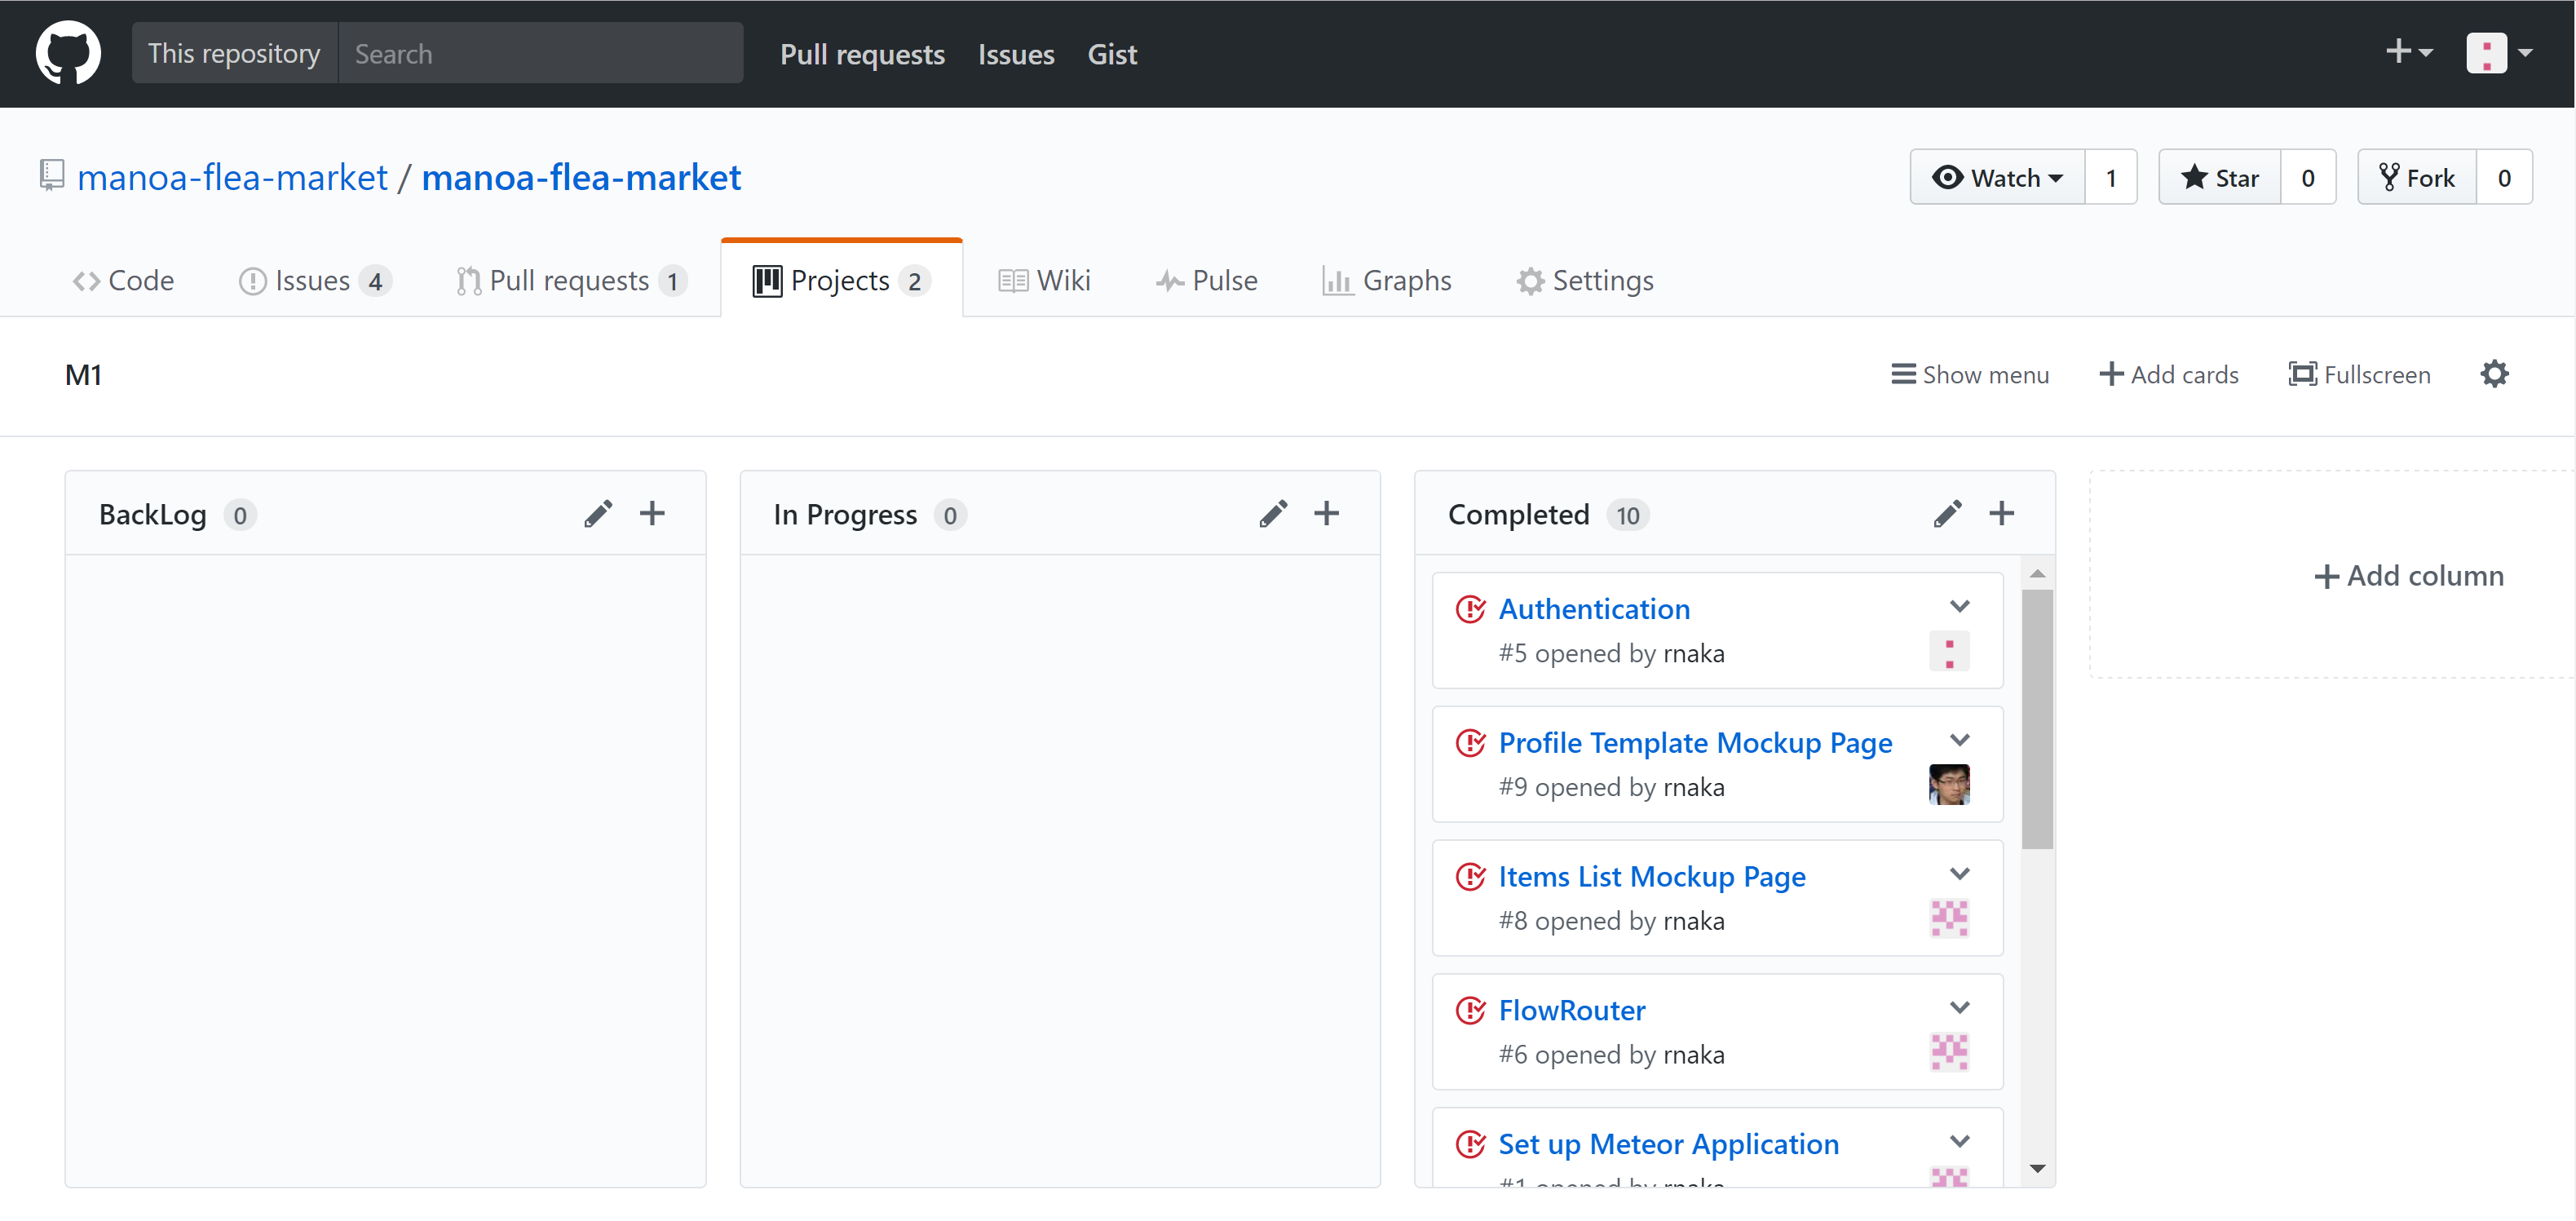 This repository Search Pull requests Issues Gist
manoa-flea-market / manoa-flea-market Watch 1 Star 0 Fork 0
Code Issues 4 Pull requests 1 Projects 2 Wiki Pulse Graphs Settings
M1 Show menu Add cards Fullscreen
BackLog 0
In Progress 0
Completed 10
Authentication
#5 opened by rnaka
Profile Template Mockup Page
#9 opened by rnaka
Items List Mockup Page
#8 opened by rnaka
FlowRouter
#6 opened by rnaka
Set up Meteor Application
#1 opened by rnaka
Add column